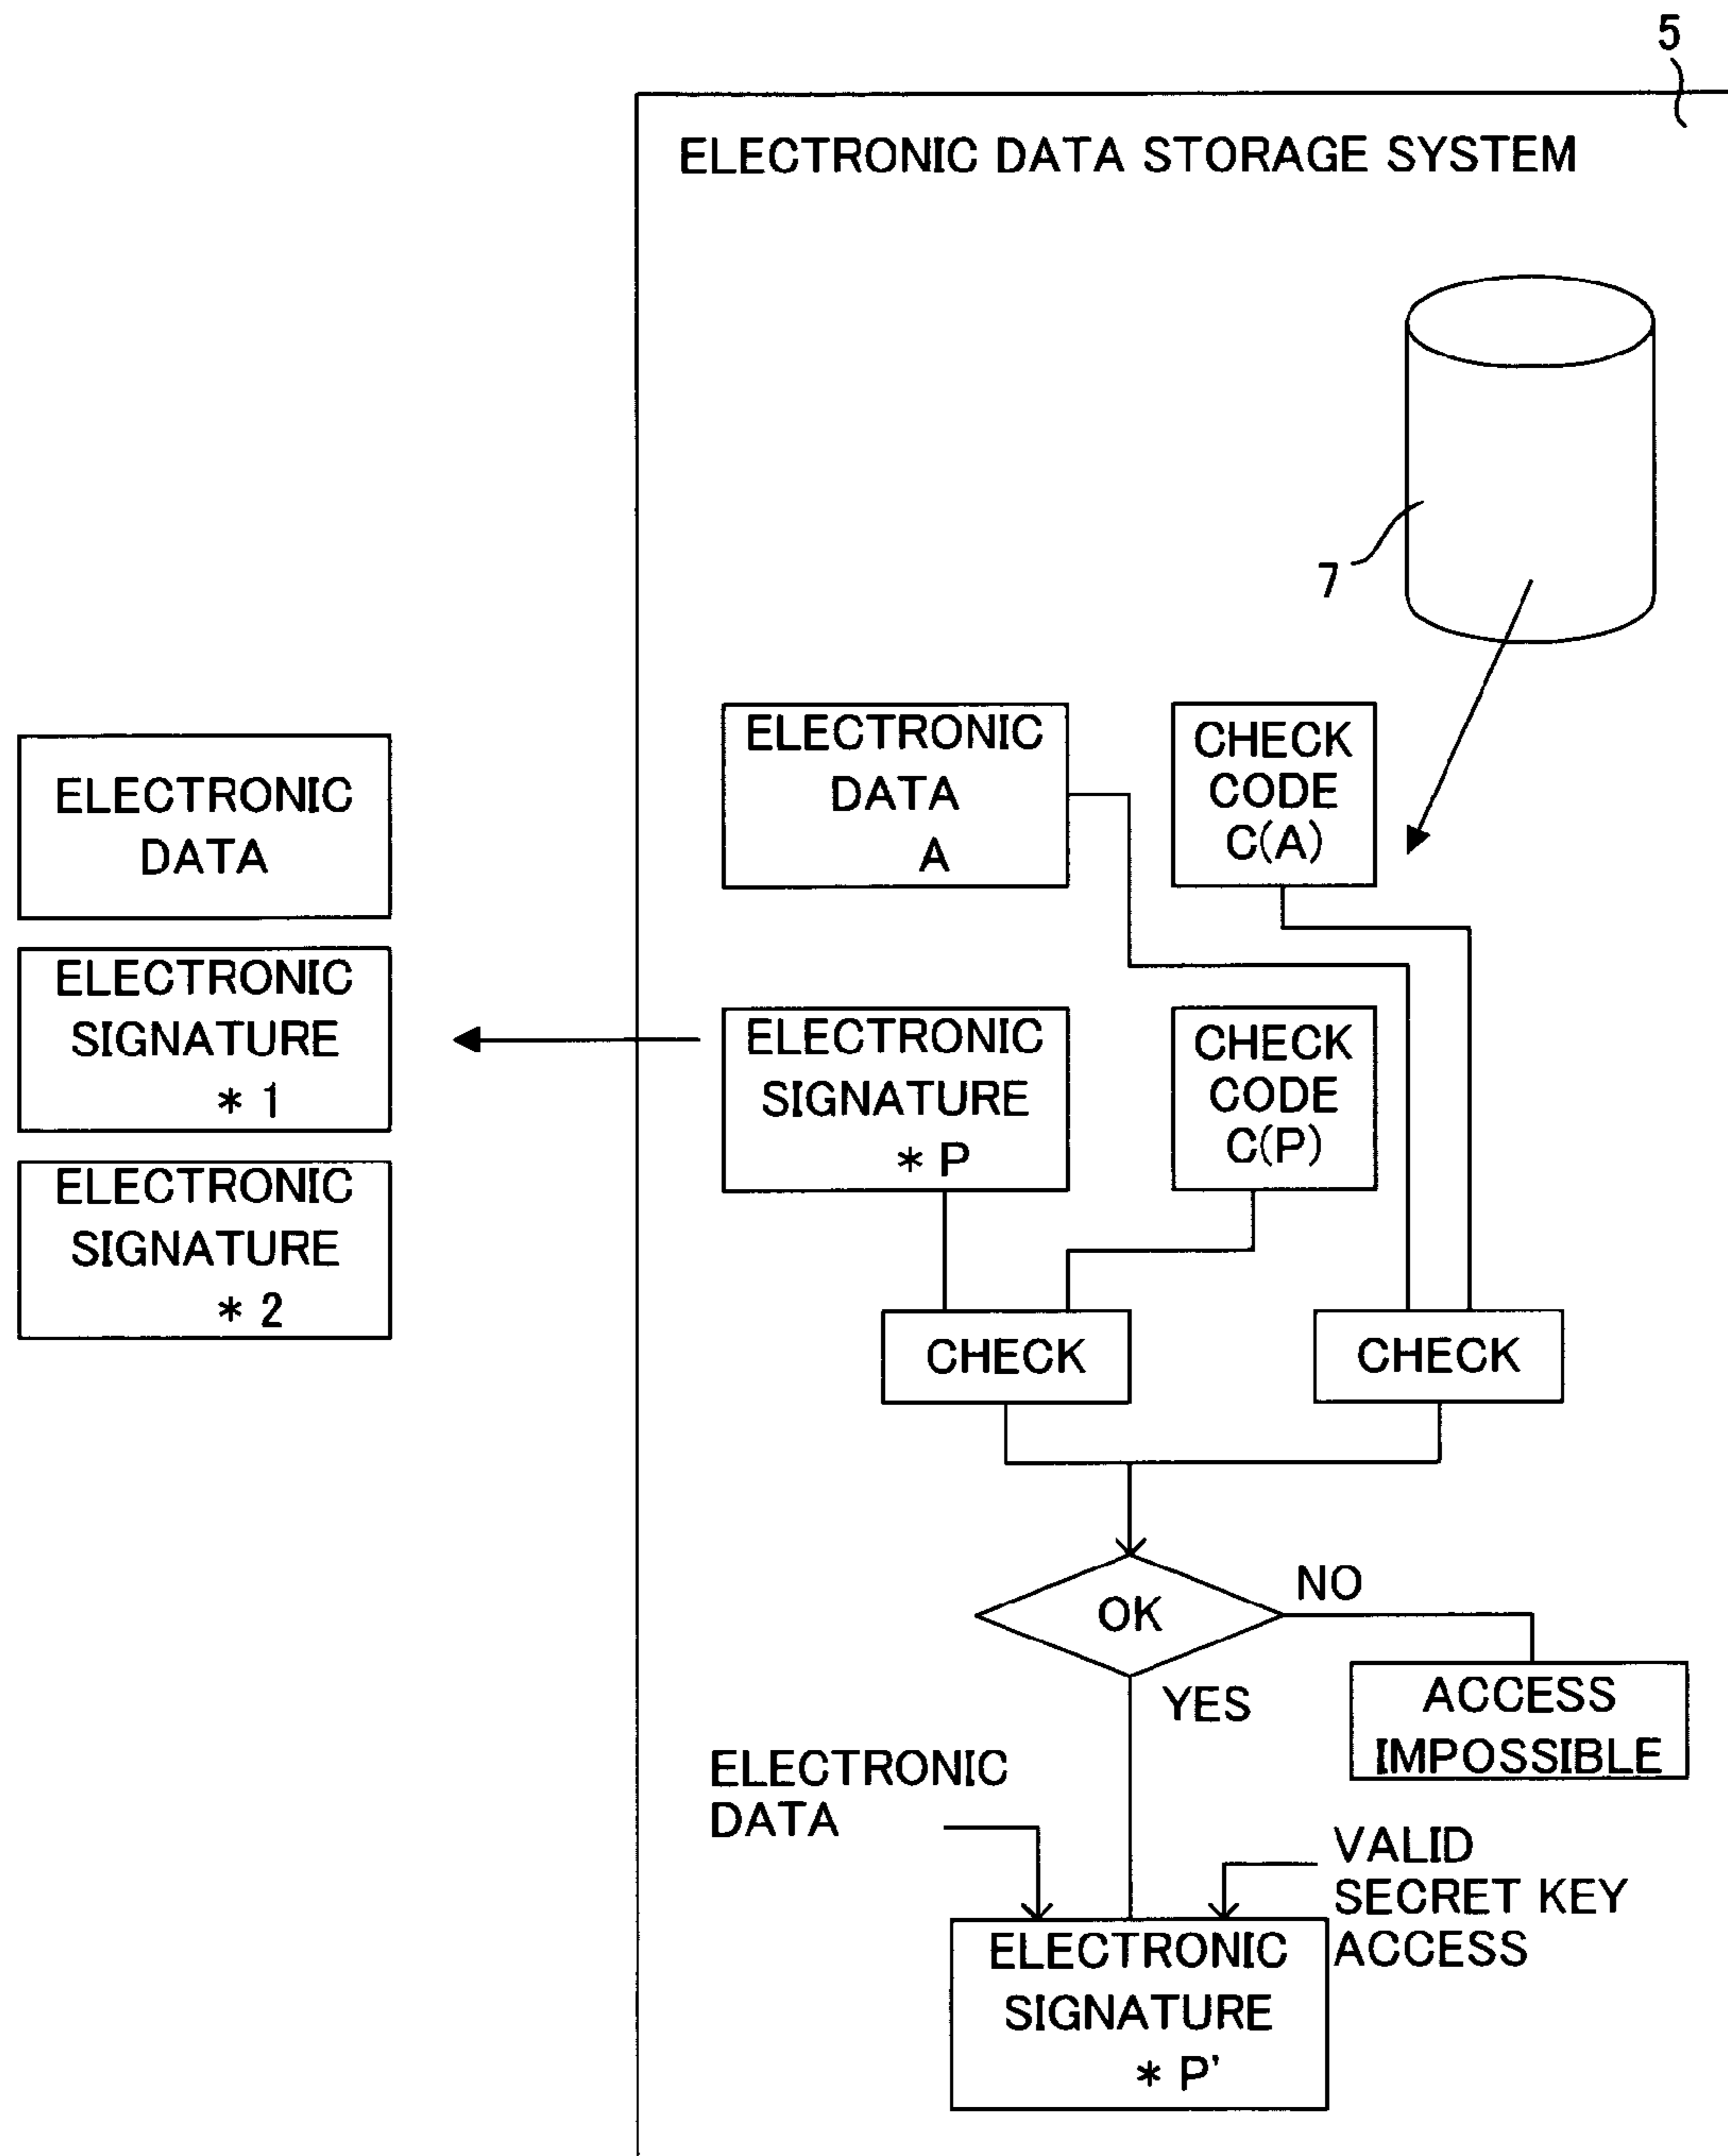 5
ELECTRONIC DATA STORAGE SYSTEM
7
ELECTRONIC
DATA
A
CHECK
CODE
C(A)
ELECTRONIC
DATA
ELECTRONIC
SIGNATURE
* 1
ELECTRONIC
SIGNATURE
* 2
ELECTRONIC
SIGNATURE
* P
CHECK
CODE
C(P)
CHECK
CHECK
OK
NO
YES
ACCESS
IMPOSSIBLE
ELECTRONIC
DATA
VALID
SECRET KEY
ACCESS
ELECTRONIC
SIGNATURE
* P'